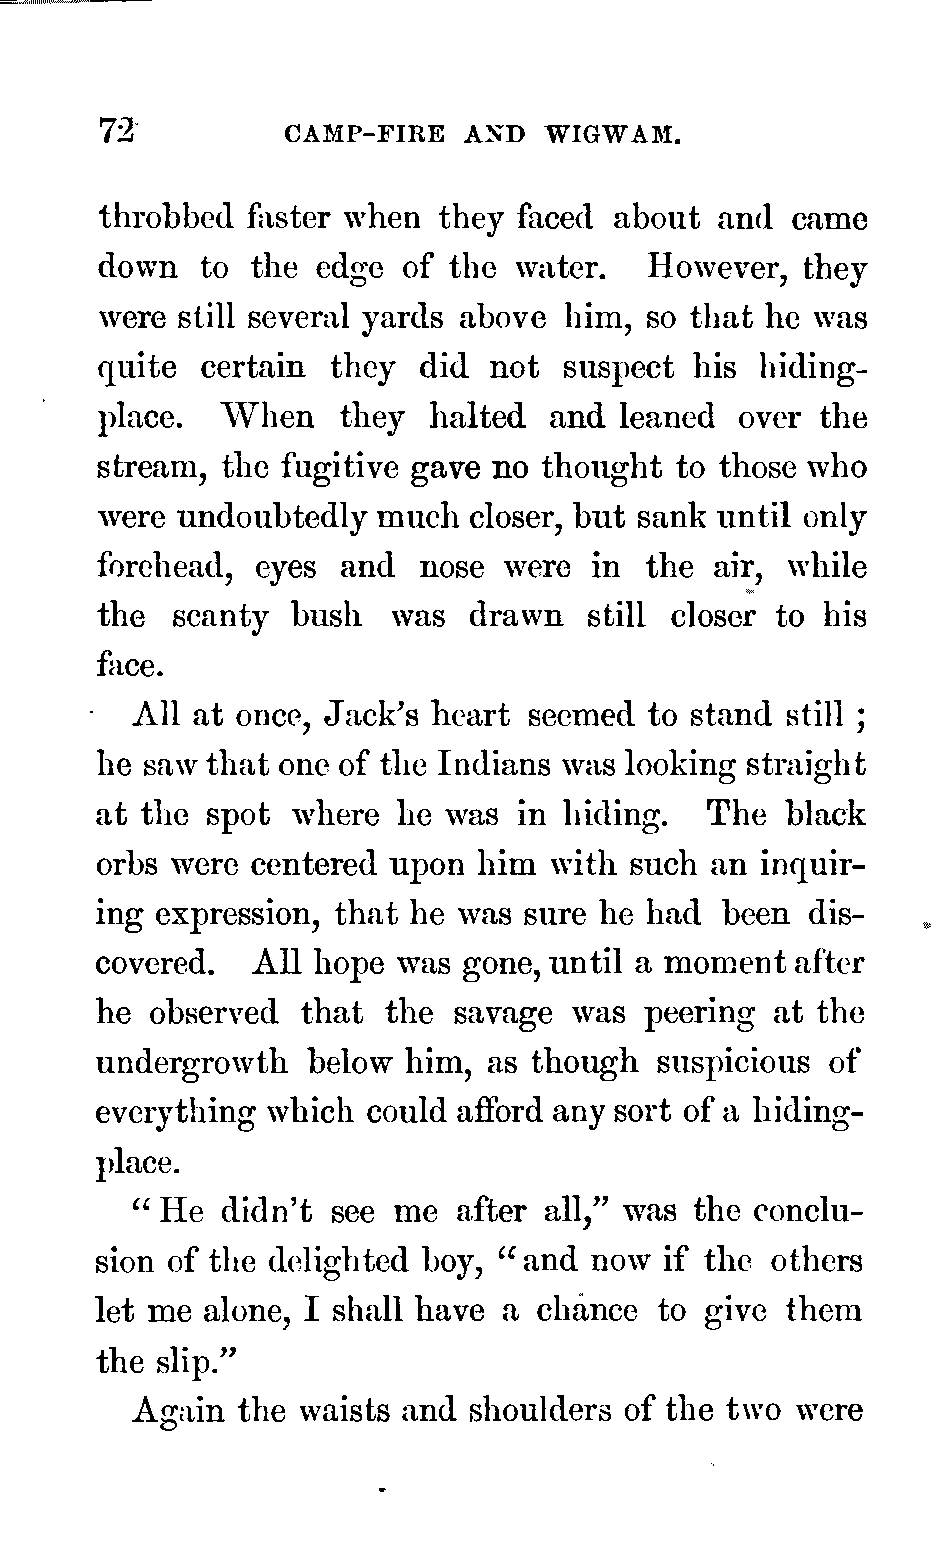 72 CAMP-FIRE AND WIGWAM.
throbbed faster when they faced about and came
down to the edge of the water. However, they
were still several yards above him, so that he was
quite certain they did not suspect his hiding-
place. When they halted and leaned over the
stream, the fugitive gave no thought to those who
were undoubtedly much closer, but sank until only
forehead, eyes and nose were in the air, while
the scanty bush was drawn still closer to his
face.
All at once, Jack's heart seemed to stand still ;
he saw that one of the Indians was looking straight
at the spot where he was in hiding. The black
orbs were centered upon him with such an inquir-
ing expression, that he was sure he had been dis-
covered. All hope was gone, until a moment after
he observed that the savage was peering at the
undergrowth below him, as though suspicious of
everything which could afford any sort of a hiding-
place.
“ He didn't see me after all,” was the conclu-
sion of the delighted boy, “and now if the others
let me alone, I shall have a chance to give them
the slip.”
Again the waists and shoulders of the two were